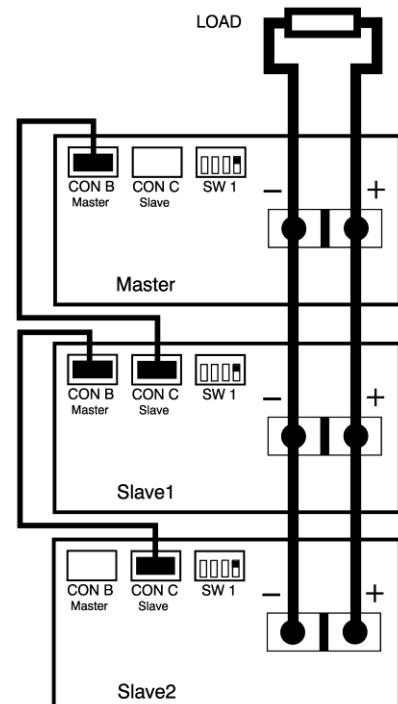 LOAD
CON B CON C SW 1
Master Slave
− +
Master
CON B CON C SW 1
Master Slave
− +
Slave1
CON B CON C SW 1
Master Slave
− +
Slave2